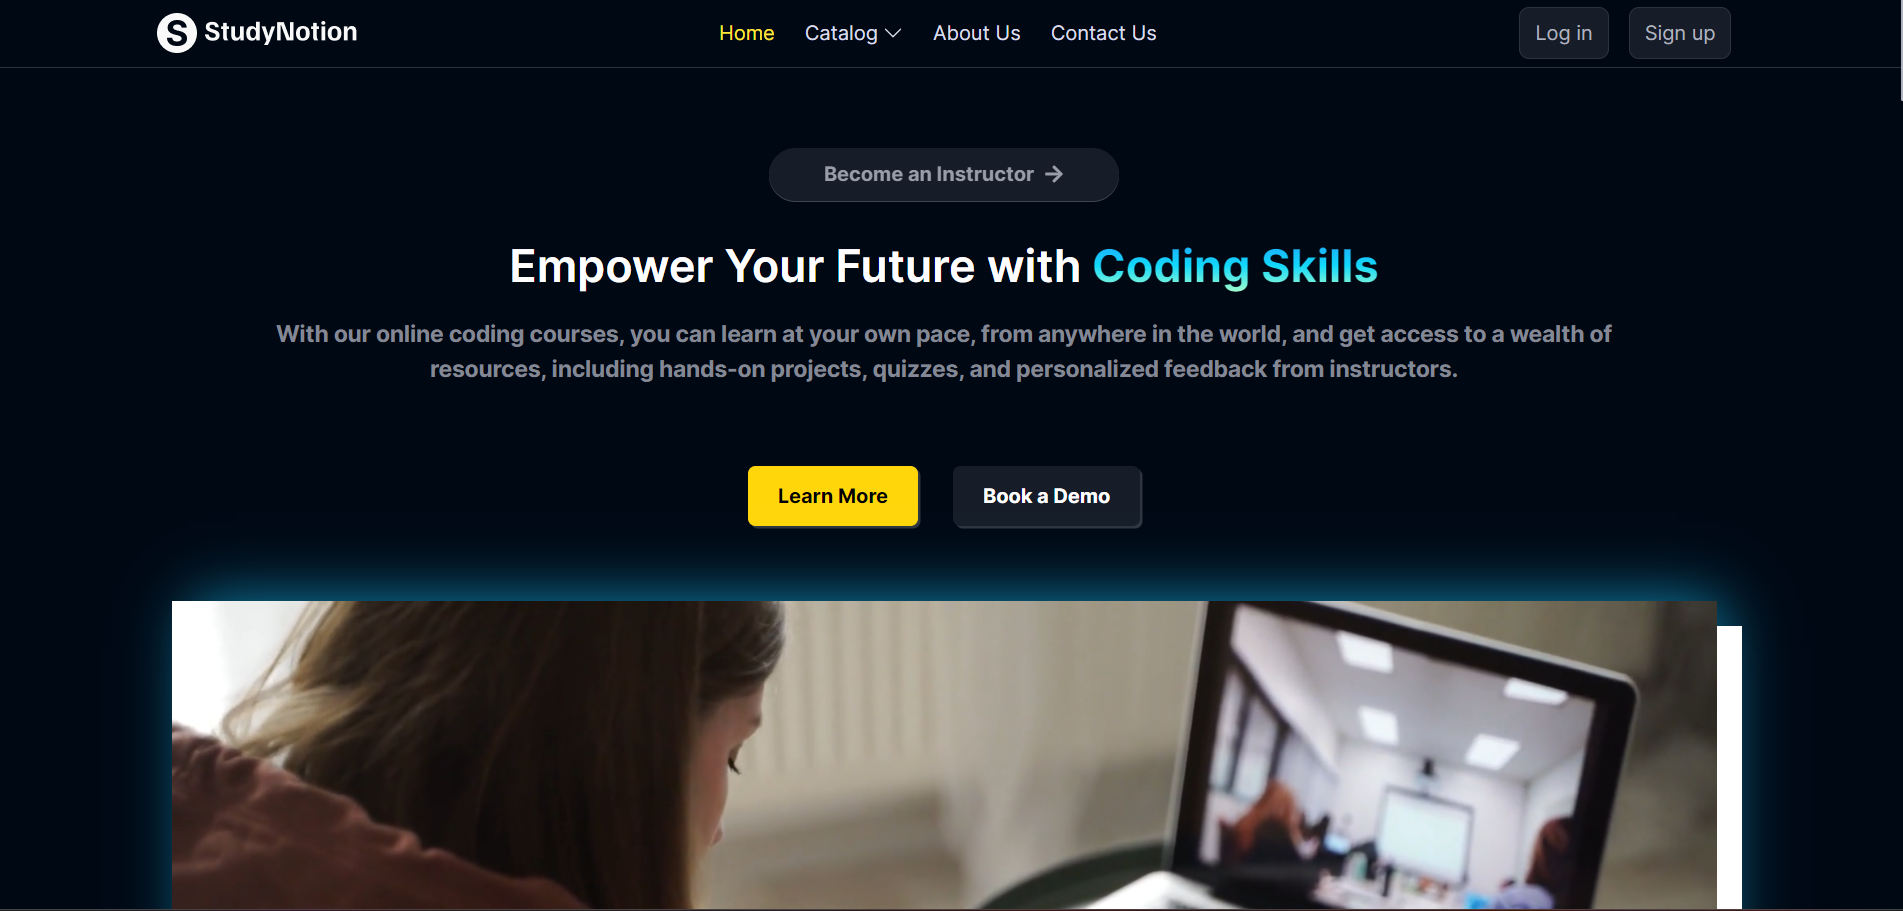 StudyNotion
Home
Catalog
About Us
Contact Us
Log in
Sign up
Become an Instructor →
Empower Your Future with Coding Skills
With our online coding courses, you can learn at your own pace, from anywhere in the world, and get access to a wealth of
resources, including hands-on projects, quizzes, and personalized feedback from instructors.
Learn More
Book a Demo